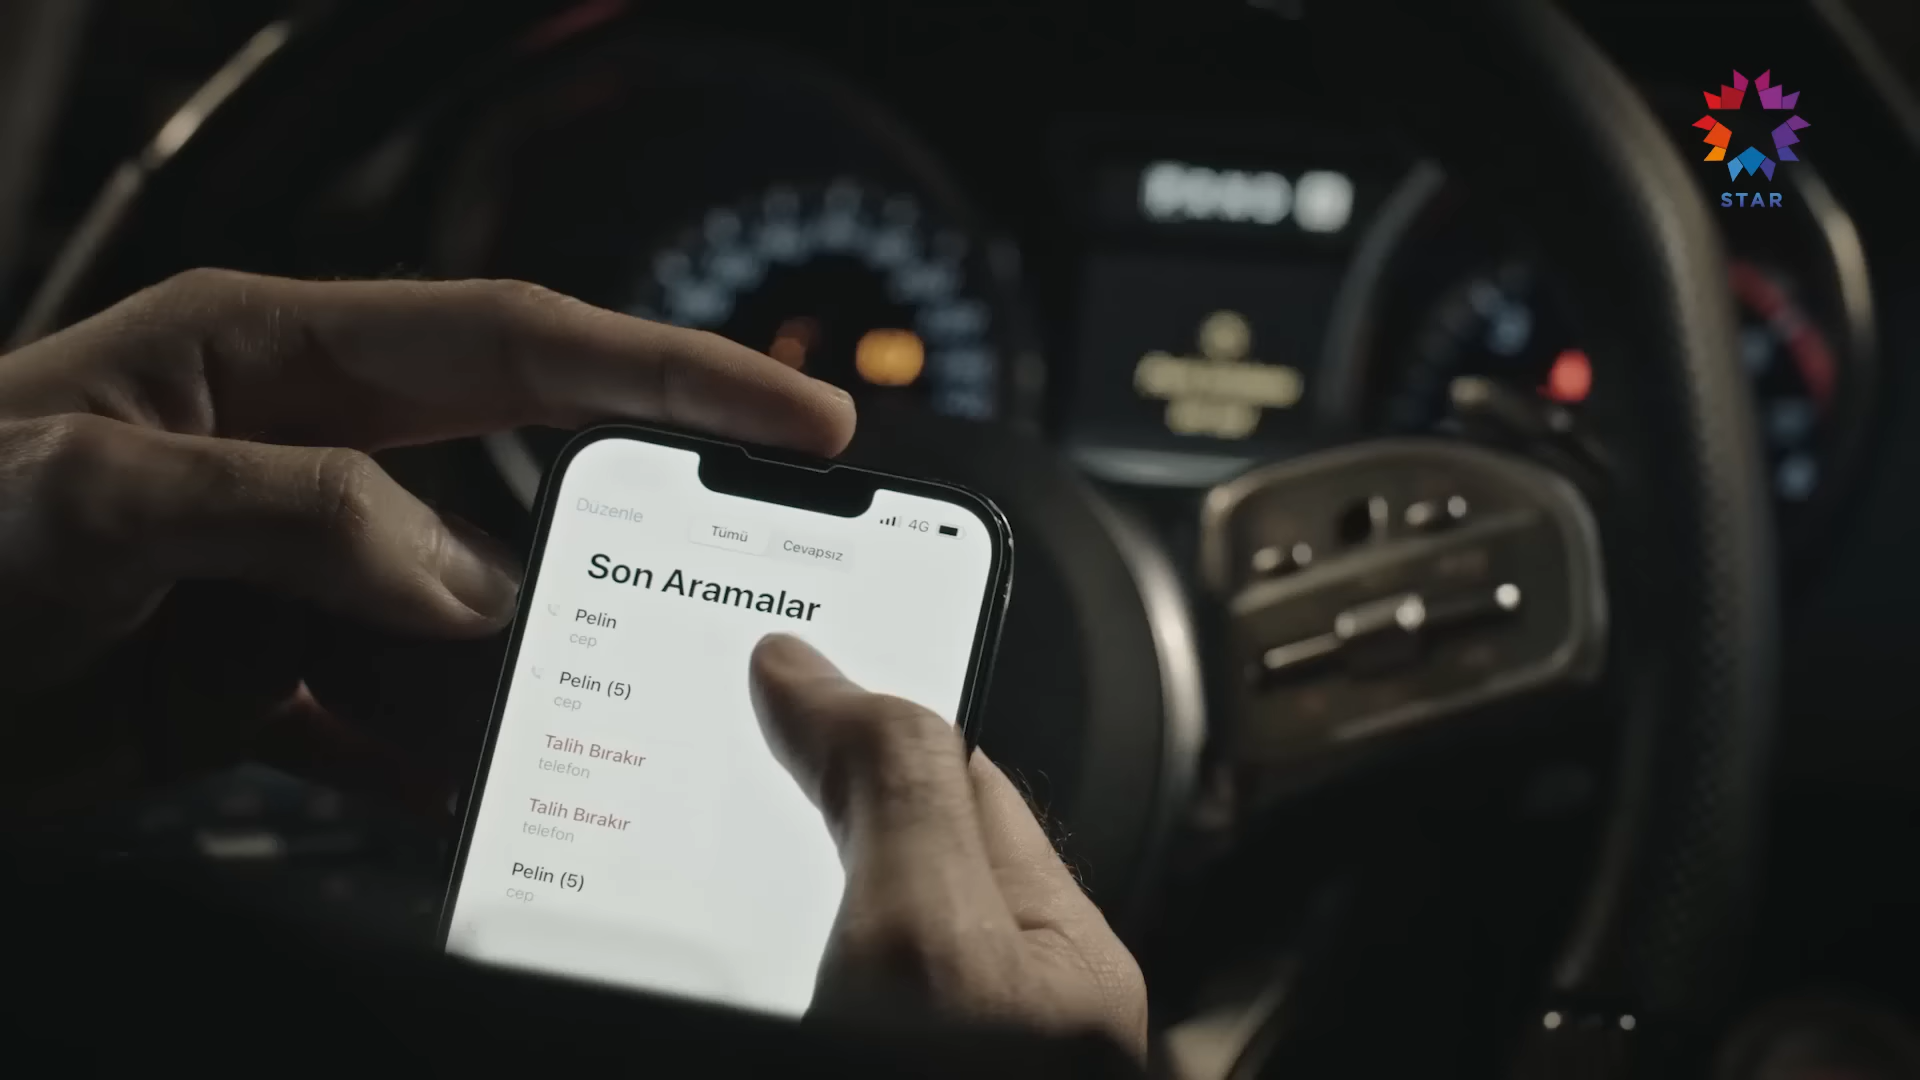 STAR
Düzenle
Tümü
Cevapsız
4G
Son Aramalar
Pelin
cep
Pelin (5)
cep
Talih Bırakır
telefon
Talih Bırakır
telefon
Pelin (5)
cep